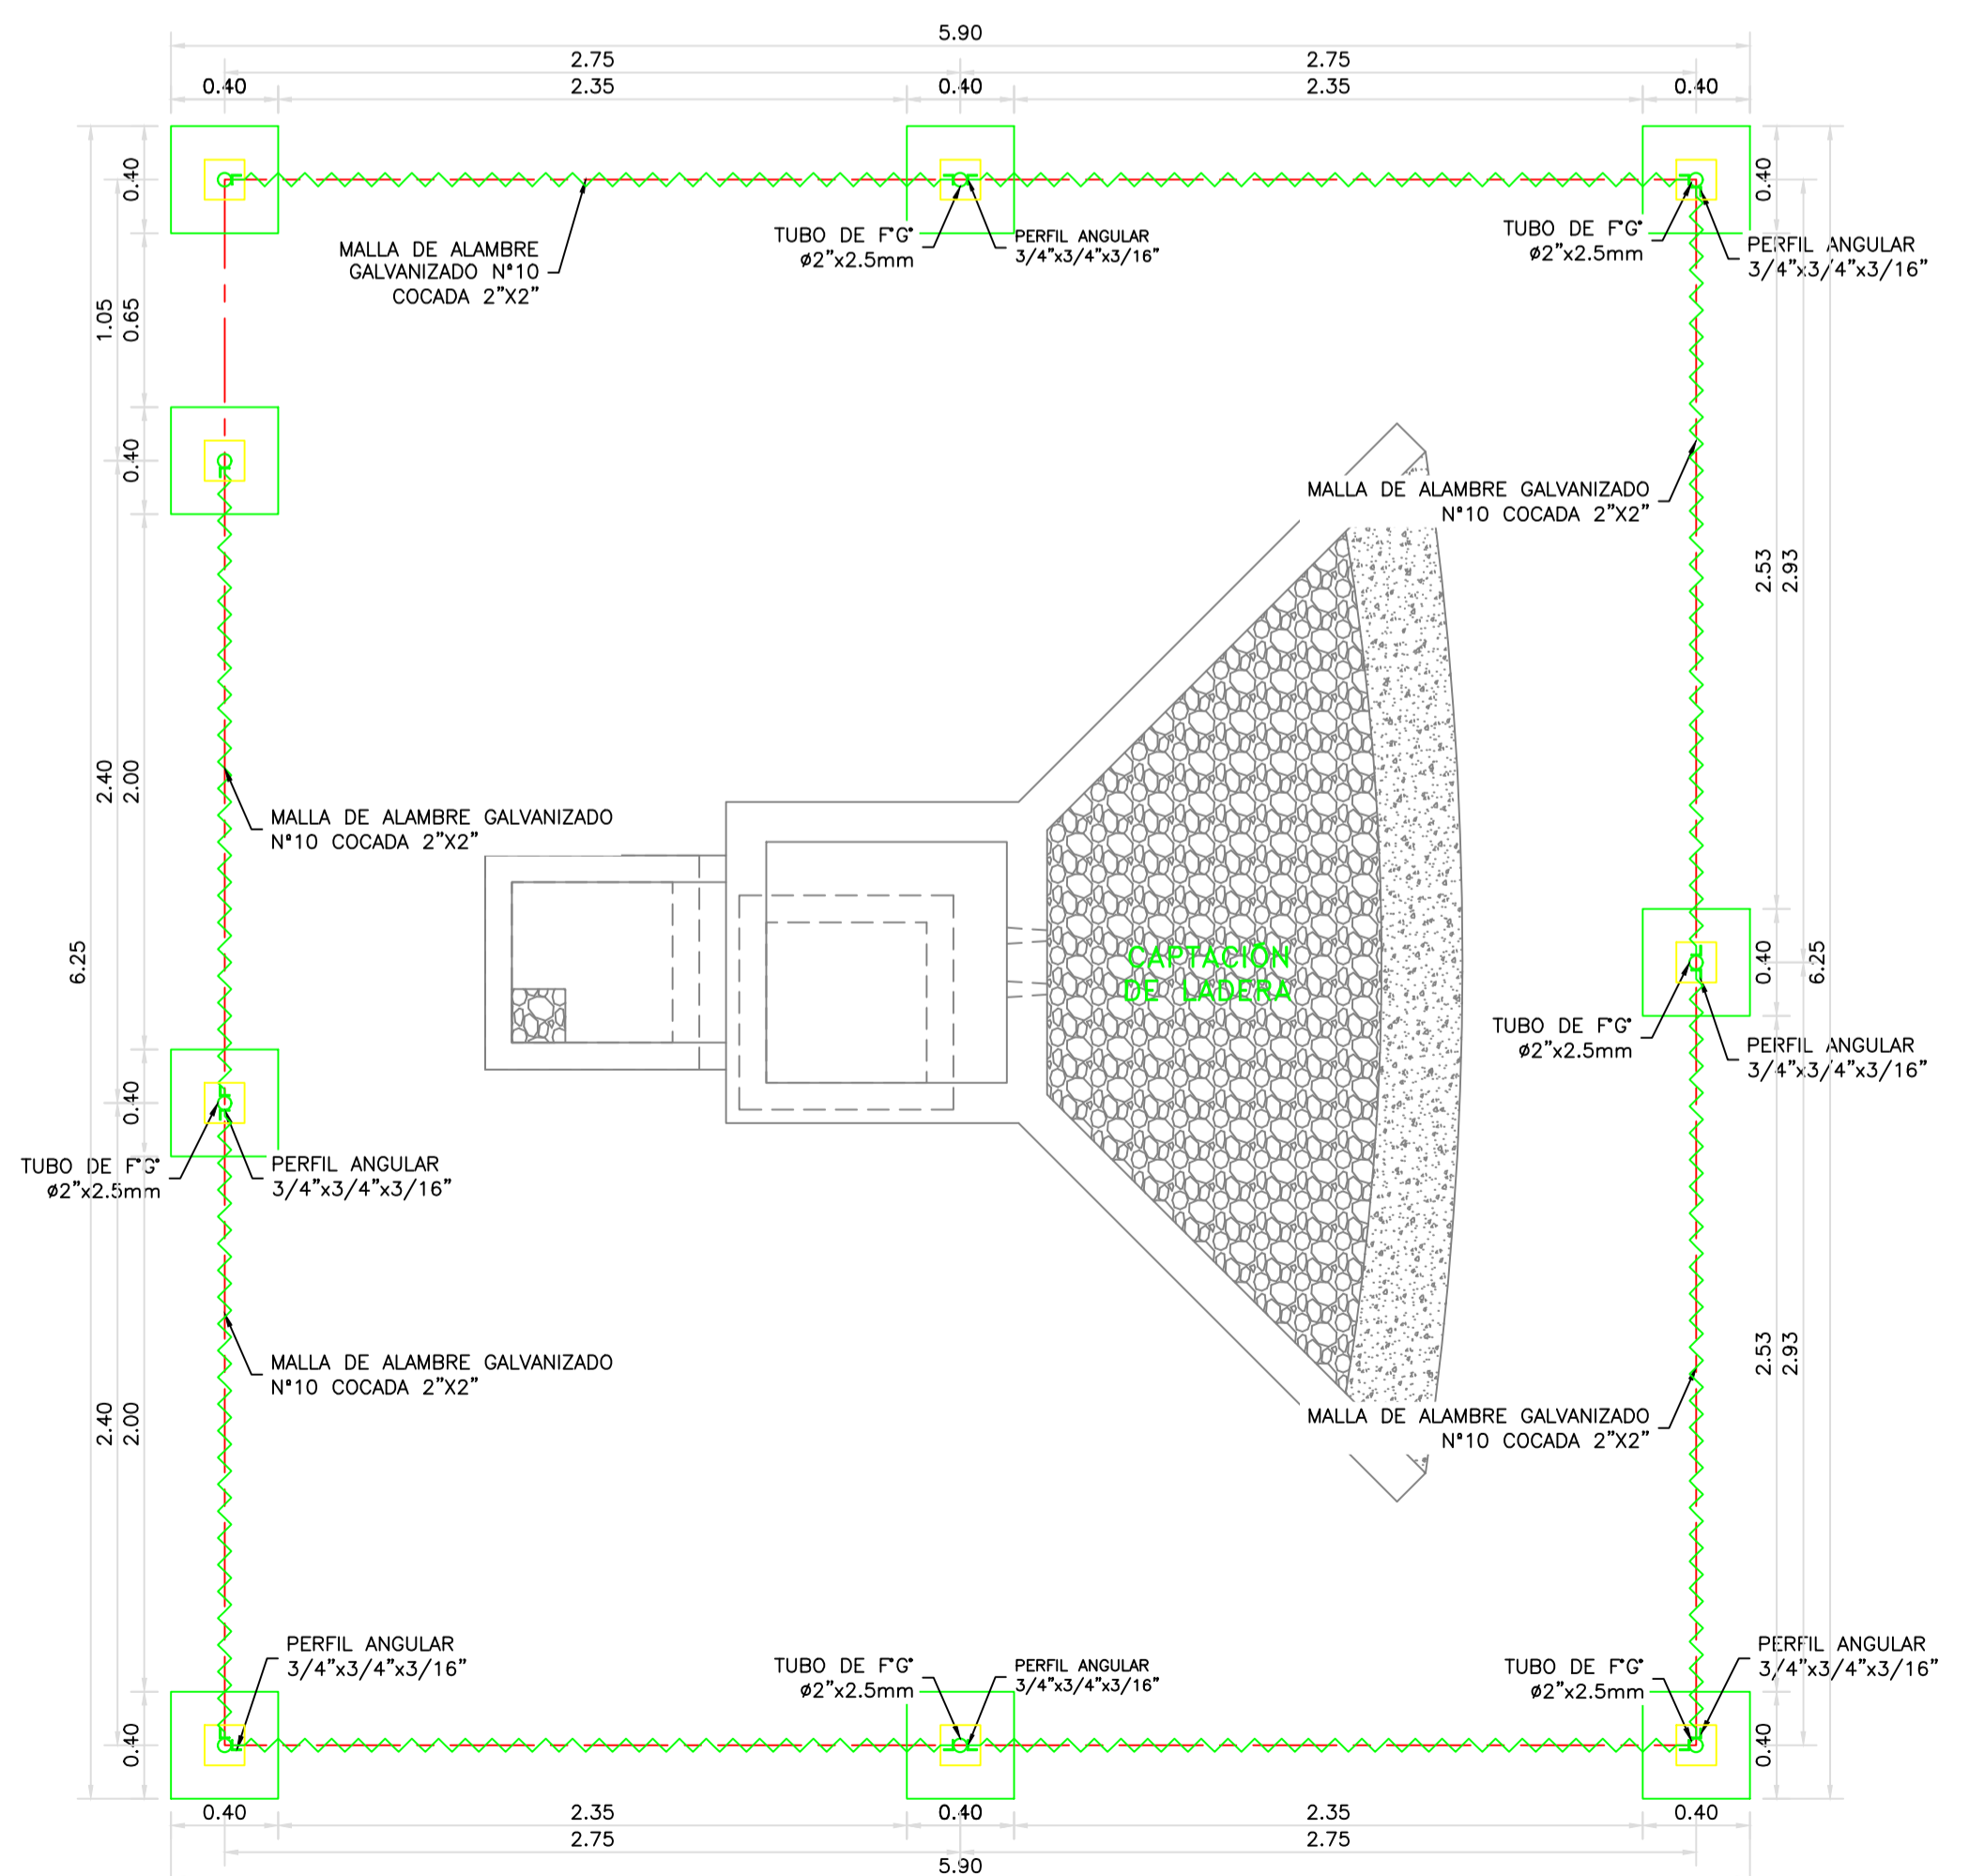 5.90
2.75
2.75
0.40
2.35
0.40
2.35
0.40
0.40
0.40
TUBO DE F°G°
ø2"x2.5mm
PERFIL ANGULAR
3/4"x3/4"x3/16"
TUBO DE F°G°
ø2"x2.5mm
PERFIL ANGULAR
3/4"x3/4"x3/16"
MALLA DE ALAMBRE
GALVANIZADO Nª10
COCADA 2"X2"
1.05
0.65
0.40
MALLA DE ALAMBRE GALVANIZADO
Nª10 COCADA 2"X2"
2.53
2.93
2.40
2.00
MALLA DE ALAMBRE GALVANIZADO
Nª10 COCADA 2"X2"
6.25
CAPTACIÓN
DE LADERA
0.40
6.25
TUBO DE F°G°
ø2"x2.5mm
PERFIL ANGULAR
3/4"x3/4"x3/16"
0.40
TUBO DE F°G°
ø2"x2.5mm
PERFIL ANGULAR
3/4"x3/4"x3/16"
2.40
2.00
MALLA DE ALAMBRE GALVANIZADO
Nª10 COCADA 2"X2"
2.53
2.93
MALLA DE ALAMBRE GALVANIZADO
Nª10 COCADA 2"X2"
PERFIL ANGULAR
3/4"x3/4"x3/16"
TUBO DE F°G°
ø2"x2.5mm
PERFIL ANGULAR
3/4"x3/4"x3/16"
TUBO DE F°G°
ø2"x2.5mm
PERFIL ANGULAR
3/4"x3/4"x3/16"
0.40
0.40
0.40
2.35
0.40
2.35
0.40
2.75
2.75
5.90